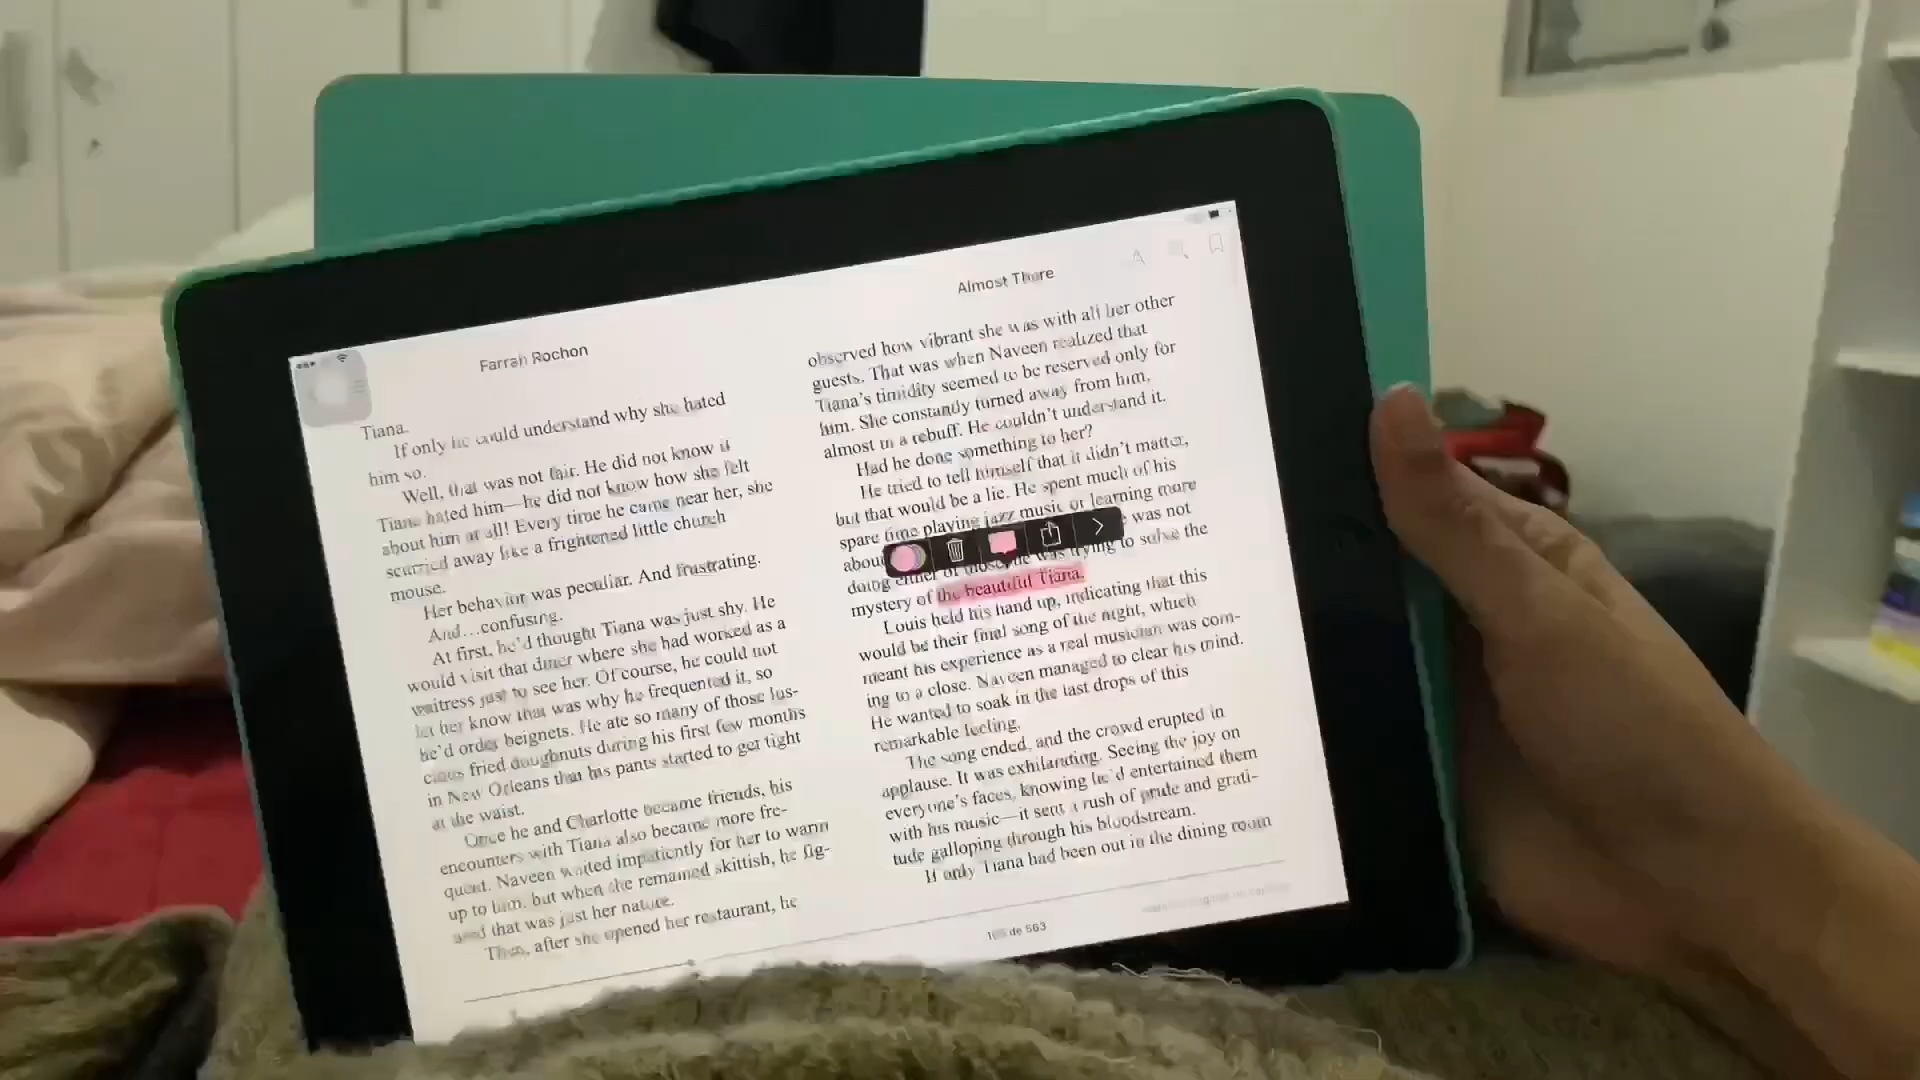 Farrah Rochon
Tiana.
If only he could understand why she hated
him so.
Well, that was not fair. He did not know if
Tiana hated him—he did not know how she felt
about him at all! Every time he came near her, she
scurried away like a frightened little church
mouse.
Her behavior was peculiar. And frustrating.
And…confusing.
At first, he'd thought Tiana was just shy. He
would visit that diner where she had worked as a
waitress just to see her. Of course, he could not
let her know that was why he frequented it, so
he'd order beignets. He ate so many of those lus-
cious fried doughnuts during his first few months
in New Orleans that his pants started to get tight
at the waist.
Once he and Charlotte became friends, his
encounters with Tiana also became more fre-
quent. Naveen waited impatiently for her to warm
up to him, but when she remained skittish, he fig-
ured that was just her nature.
Then, after she opened her restaurant, he
Almost There
observed how vibrant she was with all her other
guests. That was when Naveen realized that
Tiana's timidity seemed to be reserved only for
him. She constantly turned away from him,
almost in a rebuff. He couldn't understand it.
Had he done something to her?
He tried to tell himself that it didn't matter,
but that would be a lie. He spent much of his
spare time playing jazz music or learning more
about was not
doing either of those he was trying to solve the
mystery of the beautiful Tiana.
Louis held his hand up, indicating that this
would be their final song of the night, which
meant his experience as a real musician was com-
ing to a close. Naveen managed to clear his mind.
He wanted to soak in the last drops of this
remarkable feeling.
The song ended, and the crowd erupted in
applause. It was exhilarating. Seeing the joy on
everyone's faces, knowing he'd entertained them
with his music—it sent a rush of pride and grati-
tude galloping through his bloodstream.
If only Tiana had been out in the dining room
de 563